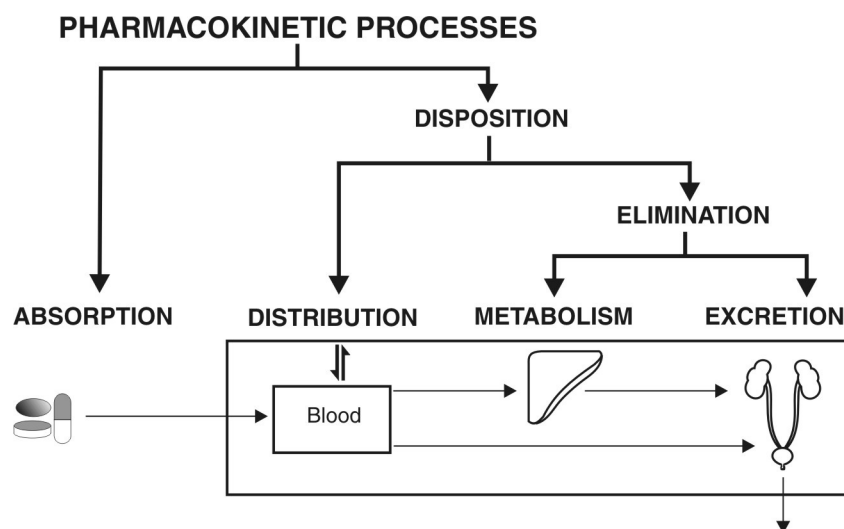 PHARMACOKINETIC PROCESSES
DISPOSITION
ELIMINATION
ABSORPTION DISTRIBUTION METABOLISM EXCRETION
Blood